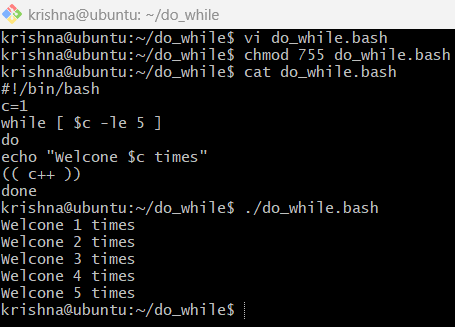 krishna@ubuntu: ~/do_while
krishna@ubuntu:~/do_while$ vi do_while.bash
krishna@ubuntu:~/do_while$ chmod 755 do_while.bash
krishna@ubuntu:~/do_while$ cat do_while.bash
#!/bin/bash
c=1
while [ $c -le 5 ]
do
echo "Welcone $c times"
(( c++ ))
done
krishna@ubuntu:~/do_while$ ./do_while.bash
Welcone 1 times
Welcone 2 times
Welcone 3 times
Welcone 4 times
Welcone 5 times
krishna@ubuntu:~/do_while$